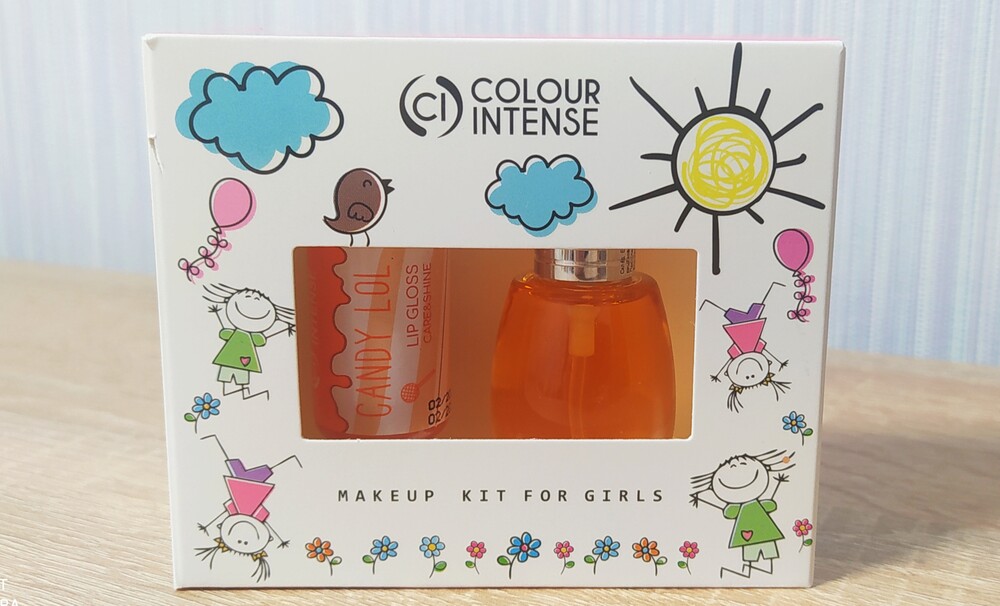 CI
COLOUR
INTENSE
CANDY LOL
LIP GLOSS
CARE&SHINE
MAKEUP KIT FOR GIRLS